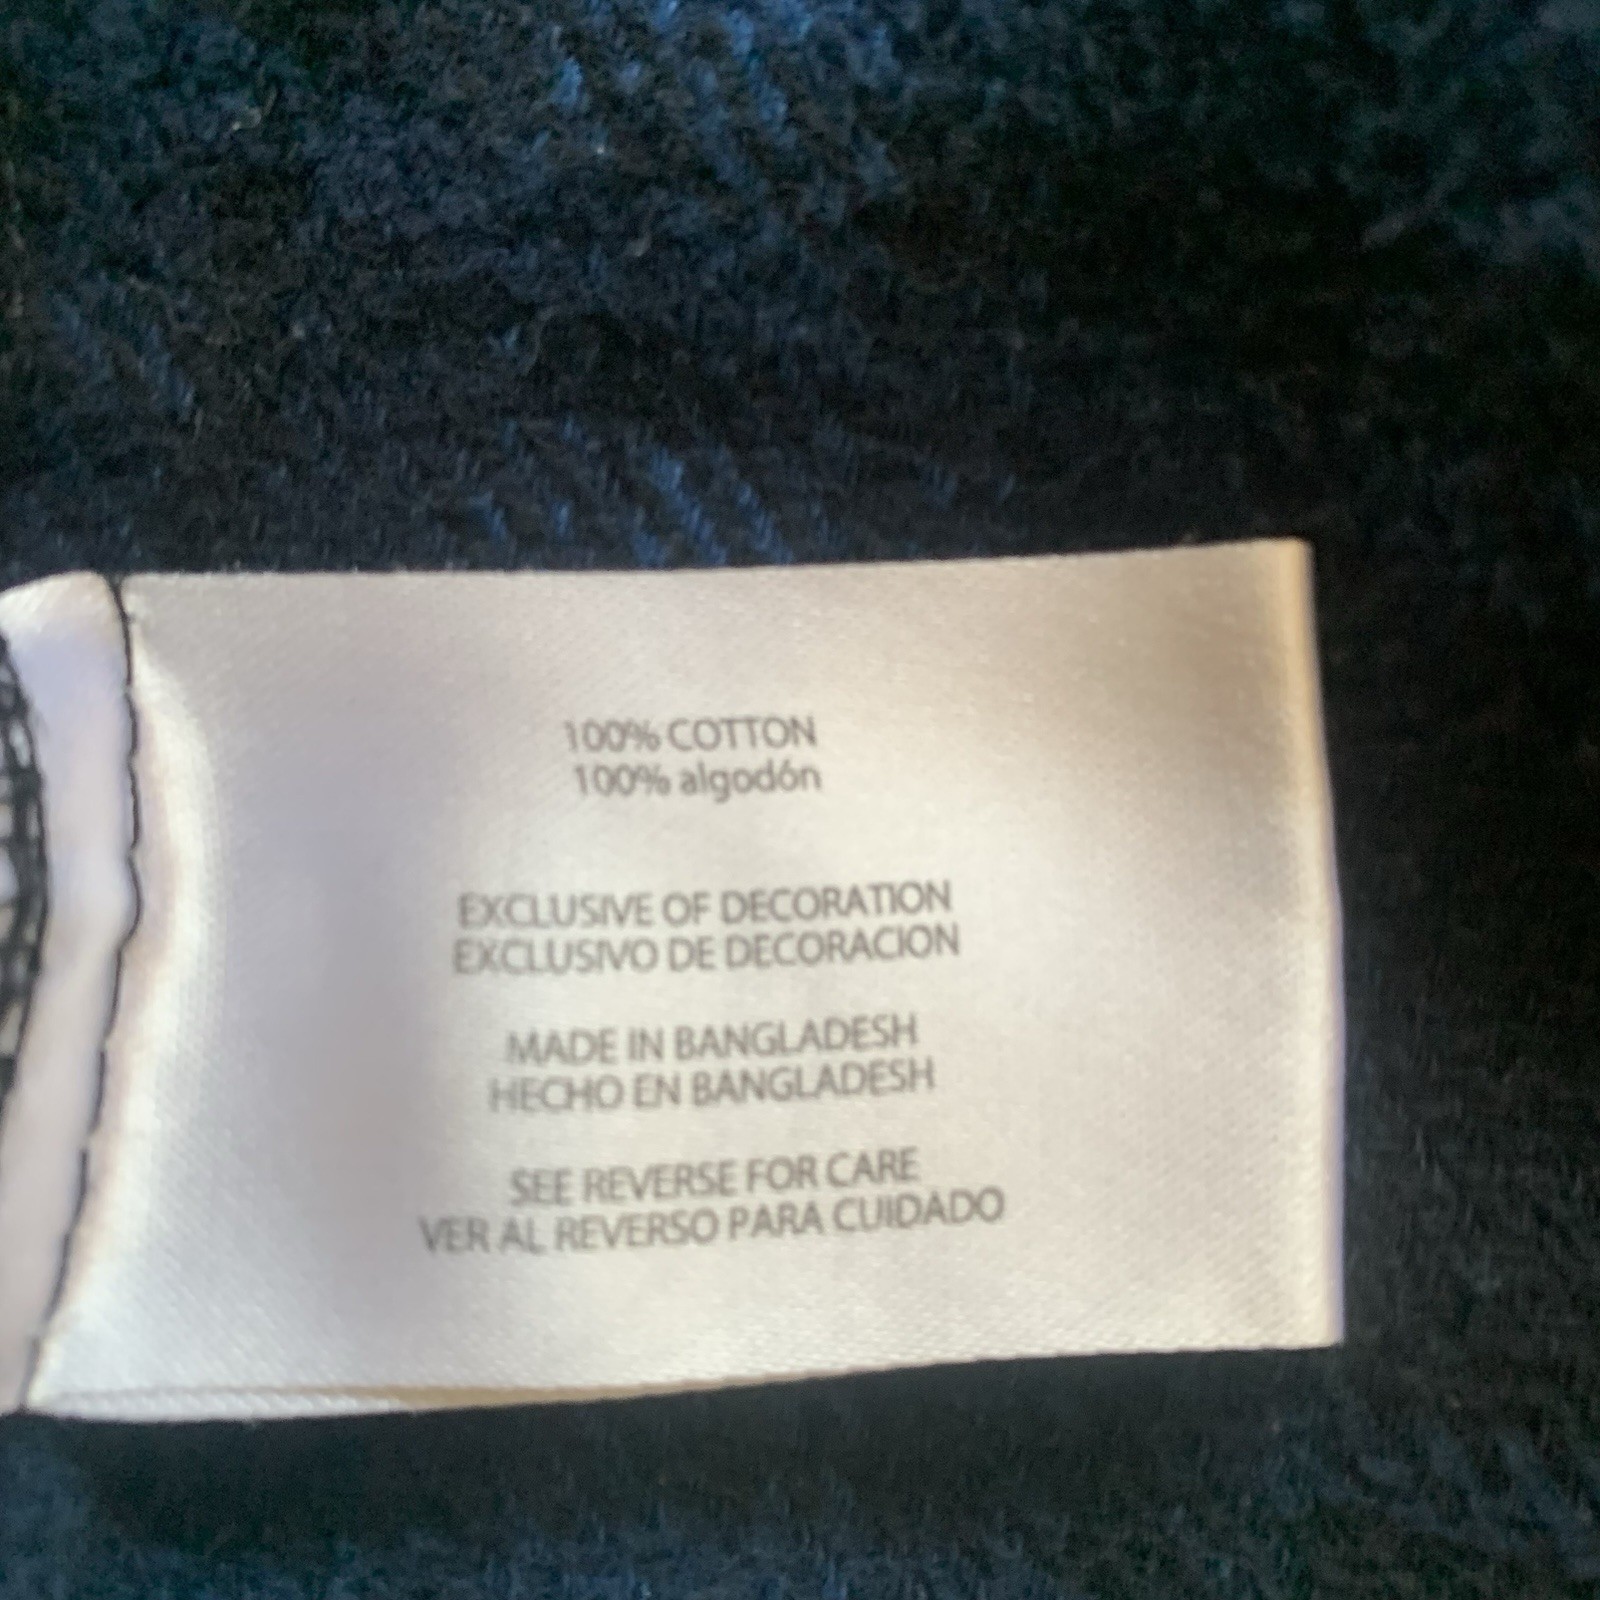 100% COTTON
100% algodón
EXCLUSIVE OF DECORATION
EXCLUSIVO DE DECORACION
MADE IN BANGLADESH
HECHO EN BANGLADESH
SEE REVERSE FOR CARE
VER AL REVERSO PARA CUIDADO